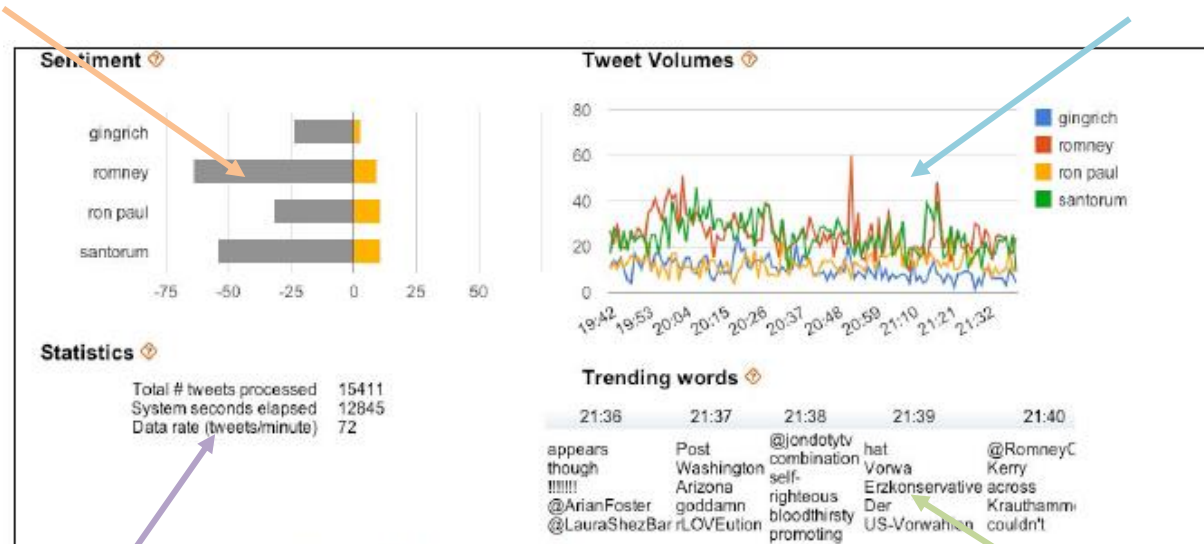 Sentiment
gingrich
romney
ron paul
santorum
-75 -50 -25 0 25 50
Tweet Volumes
80
60
40
20
0
19:42 19:53 20:04 20:15 20:26 20:37 20:48 20:59 21:10 21:21 21:32
gingrich
romney
ron paul
santorum
Statistics
Total # tweets processed 15411
System seconds elapsed 12845
Data rate (tweets/minute) 72
Trending words
21:36 21:37 21:38 21:39 21:40
appears
though
!!!!!!!
@ArianFoster
@LauraShezBar
Post
Washington
Arizona
goddamn
rLOVEution
@jondotytv
combination
self-
righteous
bloodthirsty
promoting
hat
Vorwa
Erzkonservative
Der
US-Vorwahlen
@RomneyC
Kerry
across
Krauthamm
couldn't